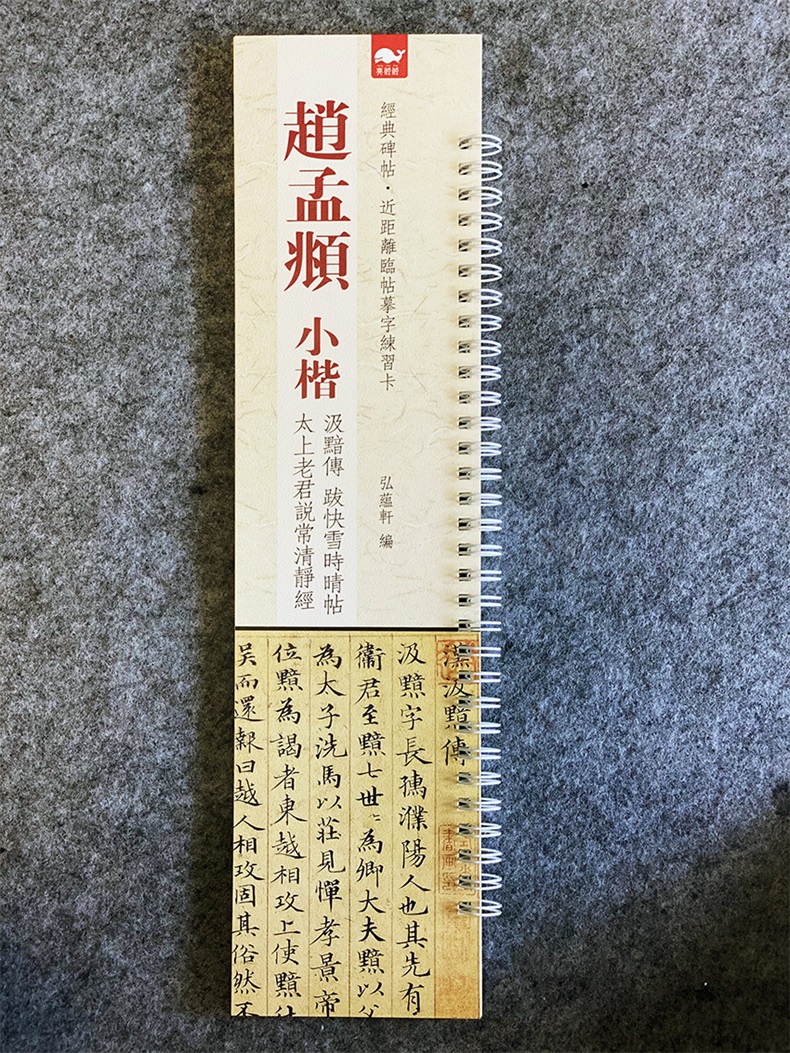 經典碑帖·近距離臨帖摹字練習卡
弘蘊軒 編
趙孟頫 小楷
汲黯傳 跋快雪時晴帖
太上老君説常清靜經
漢汲黯傳
汲黯字長孺濮陽人也其先有
衛君至黯七世〻為卿大夫黯以父
為太子洗馬以莊見憚孝景帝
位黯為謁者東越相攻上使黯
吳而還報曰越人相攻固其俗然不